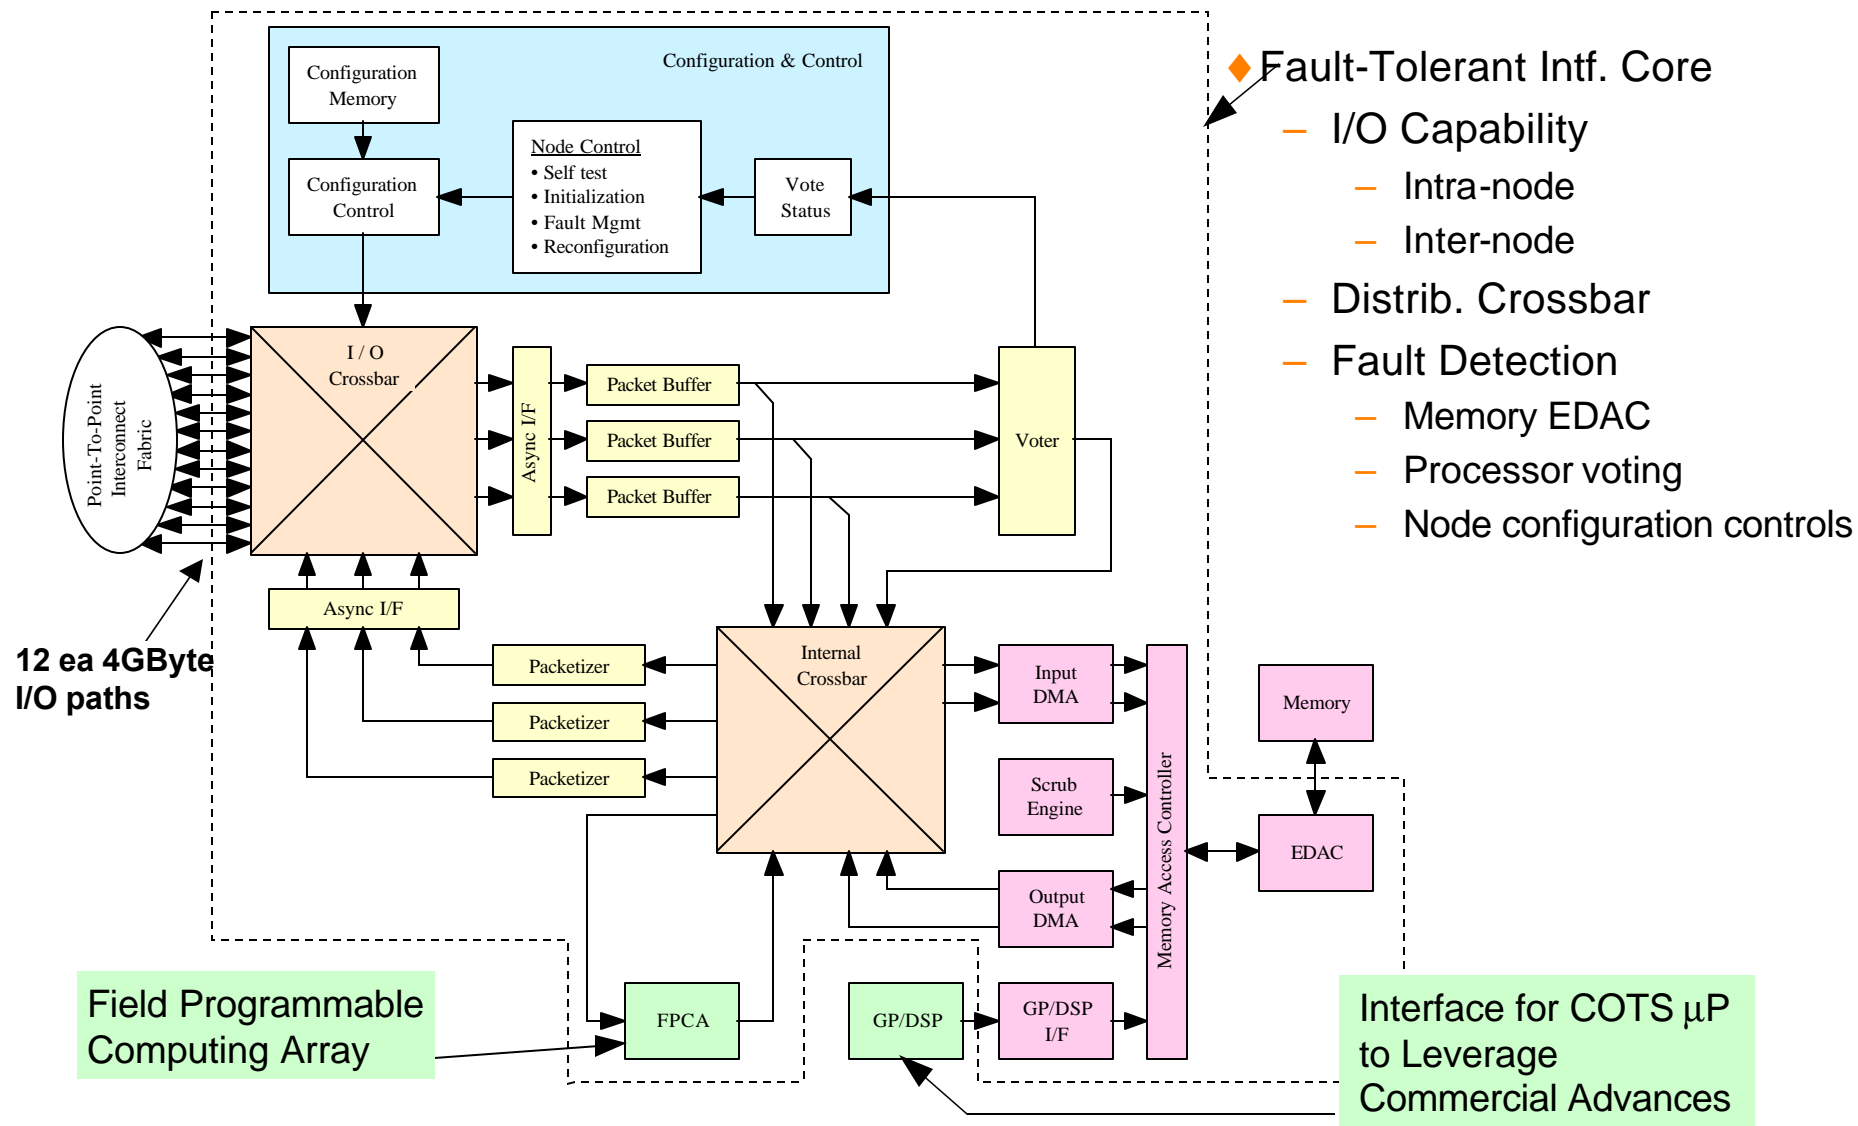 Configuration & Control
Configuration
Memory
Configuration
Control
Node Control
• Self test
• Initialization
• Fault Mgmt
• Reconfiguration
Vote
Status
♦ Fault-Tolerant Intf. Core
– I/O Capability
– Intra-node
– Inter-node
– Distrib. Crossbar
– Fault Detection
– Memory EDAC
– Processor voting
– Node configuration controls
Point-To-Point
Interconnect
Fabric
I / O
Crossbar
Async I/F
Packet Buffer
Packet Buffer
Packet Buffer
Voter
Async I/F
12 ea 4GByte
I/O paths
Packetizer
Packetizer
Packetizer
Internal
Crossbar
Input
DMA
Scrub
Engine
Output
DMA
Memory Access Controller
Memory
EDAC
Field Programmable
Computing Array
FPCA
GP/DSP
GP/DSP
I/F
Interface for COTS μP
to Leverage
Commercial Advances